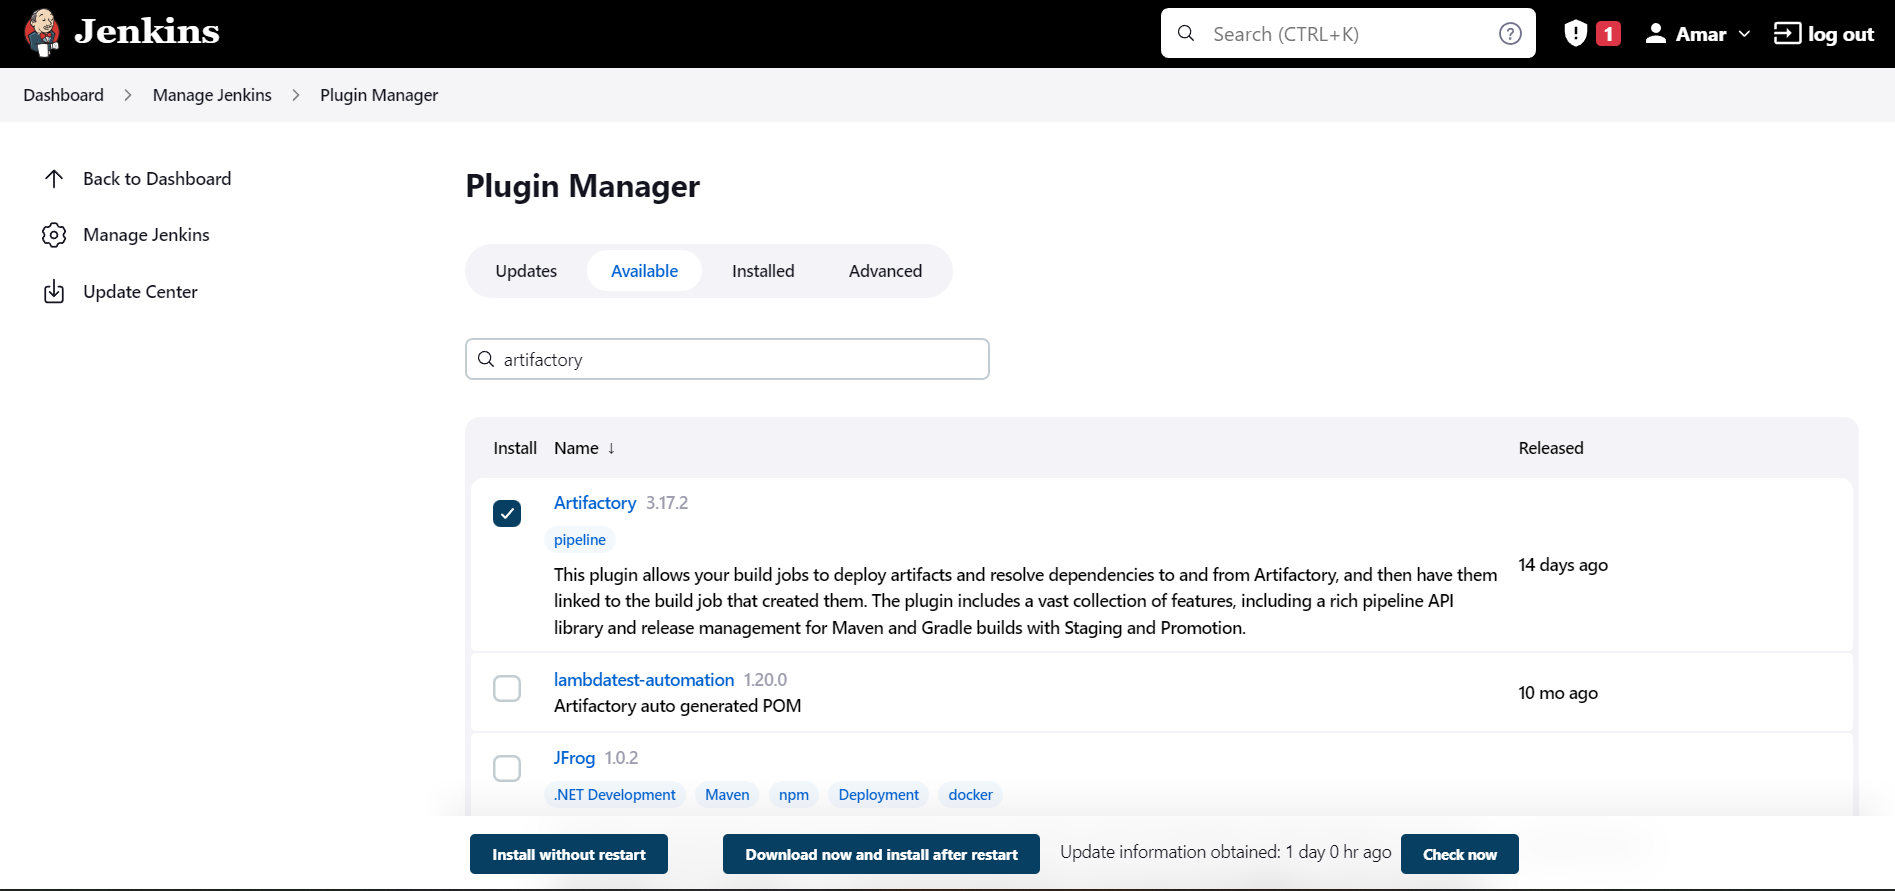 Jenkins
Search (CTRL+K)
1
Amar
log out
Dashboard
Manage Jenkins
Plugin Manager
Back to Dashboard
Manage Jenkins
Update Center
Plugin Manager
Updates
Available
Installed
Advanced
artifactory
Install Name ↓ Released
Artifactory 3.17.2
pipeline
This plugin allows your build jobs to deploy artifacts and resolve dependencies to and from Artifactory, and then have them
linked to the build job that created them. The plugin includes a vast collection of features, including a rich pipeline API
library and release management for Maven and Gradle builds with Staging and Promotion.
14 days ago
lambdatest-automation 1.20.0
Artifactory auto generated POM
10 mo ago
JFrog 1.0.2
.NET Development Maven npm Deployment docker
Install without restart
Download now and install after restart
Update information obtained: 1 day 0 hr ago
Check now